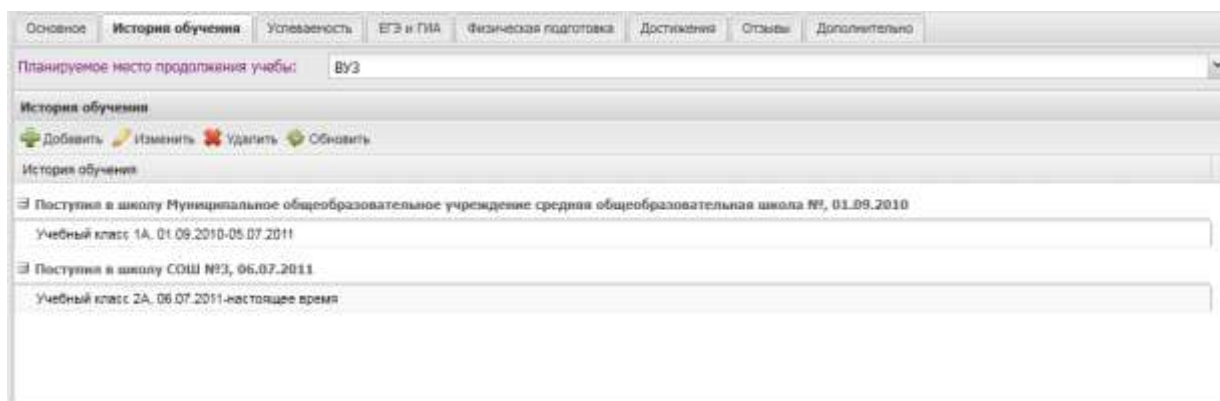 Основное История обучения Успеваемость ЕГЭ и ГИА Физическая подготовка Достижения Отзывы Дополнительно
Планируемое место продолжения учебы: ВУЗ
История обучения
Добавить Изменить Удалить Обновить
История обучения
Поступил в школу Муниципальное общеобразовательное учреждение средняя общеобразовательная школа №, 01.09.2010
Учебный класс 1А, 01.09.2010-05.07.2011
Поступил в школу СОШ №3, 06.07.2011
Учебный класс 2А, 06.07.2011-настоящее время